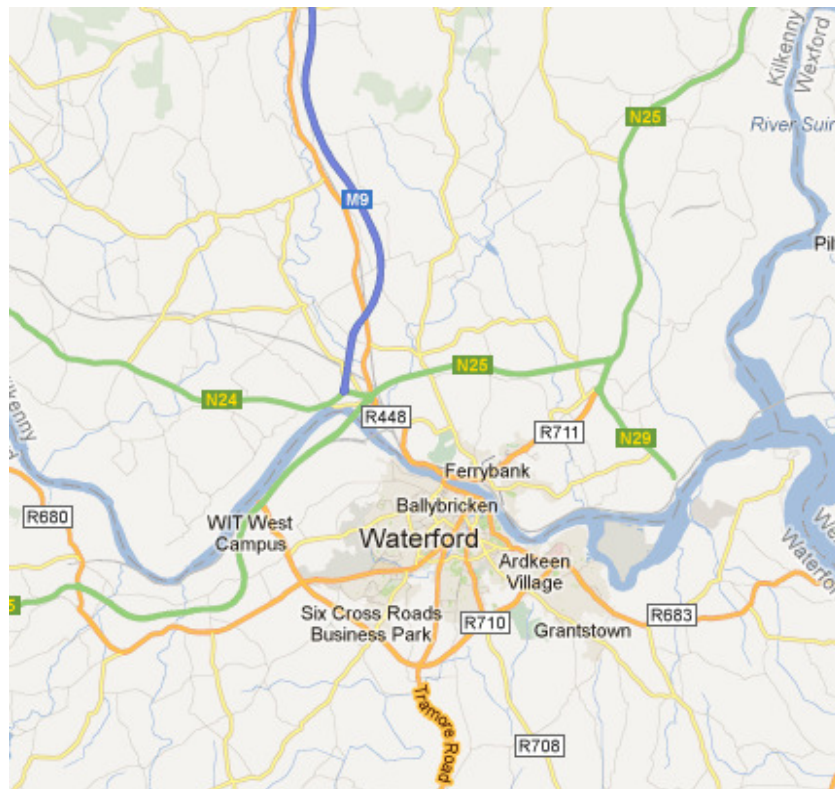 Kilkenny
Wexford
N25
River Suir
M9
Pil
N25
N24
R448
R711
N29
Ferrybank
R680
Ballybricken
WIT West
Campus
Waterford
Ardkeen
Village
Waterfo
Six Cross Roads
Business Park
R710
R683
Grantstown
Tramore Road
R708